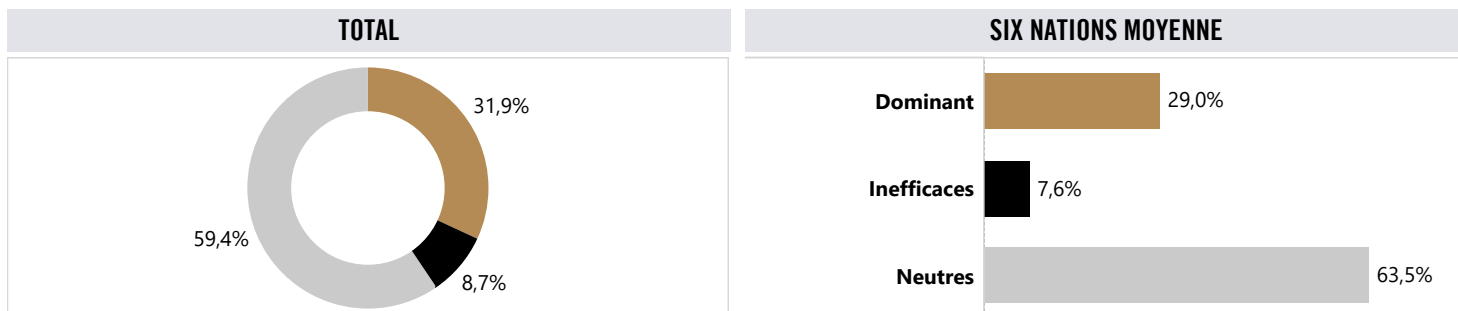 TOTAL
31,9%
59,4%
8,7%
SIX NATIONS MOYENNE
Dominant 29,0%
Inefficaces 7,6%
Neutres 63,5%